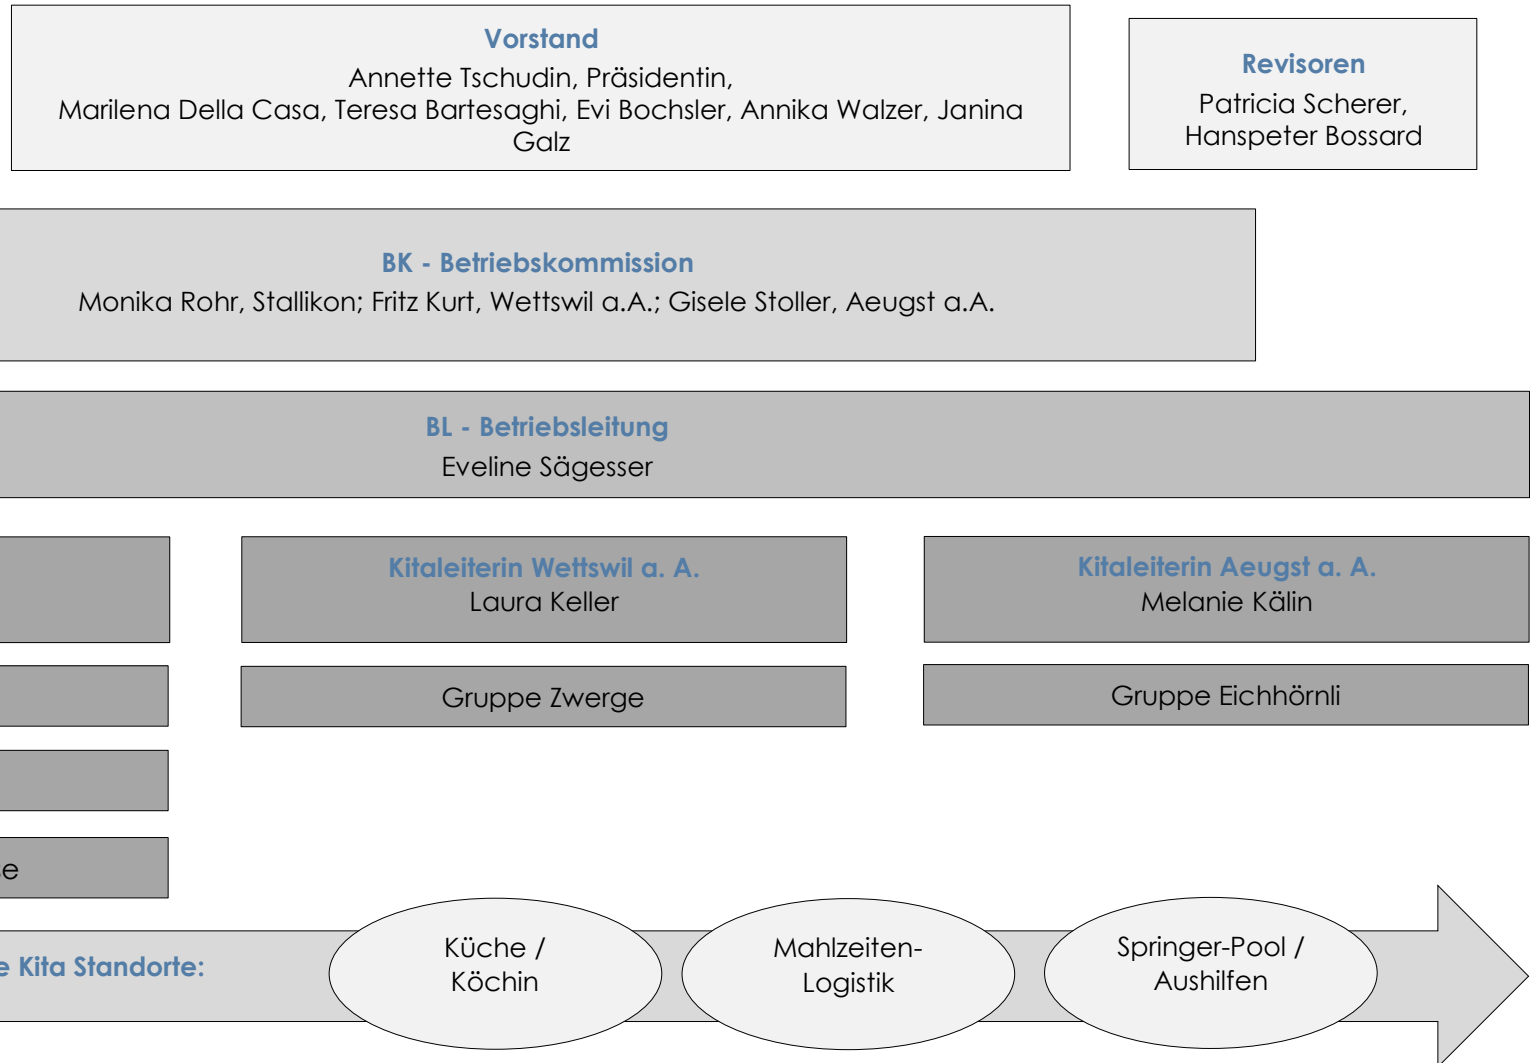 Vorstand
Annette Tschudin, Präsidentin,
Marilena Della Casa, Teresa Bartesaghi, Evi Bochsler, Annika Walzer, Janina
Galz
Revisoren
Patricia Scherer,
Hanspeter Bossard
BK - Betriebskommission
Monika Rohr, Stallikon; Fritz Kurt, Wettswil a.A.; Gisele Stoller, Aeugst a.A.
BL - Betriebsleitung
Eveline Sägesser
Kitaleiterin Wettswil a. A.
Laura Keller
Kitaleiterin Aeugst a. A.
Melanie Kälin
Gruppe Zwerge
Gruppe Eichhörnli
e Kita Standorte:
Küche /
Köchin
Mahlzeiten-
Logistik
Springer-Pool /
Aushilfen